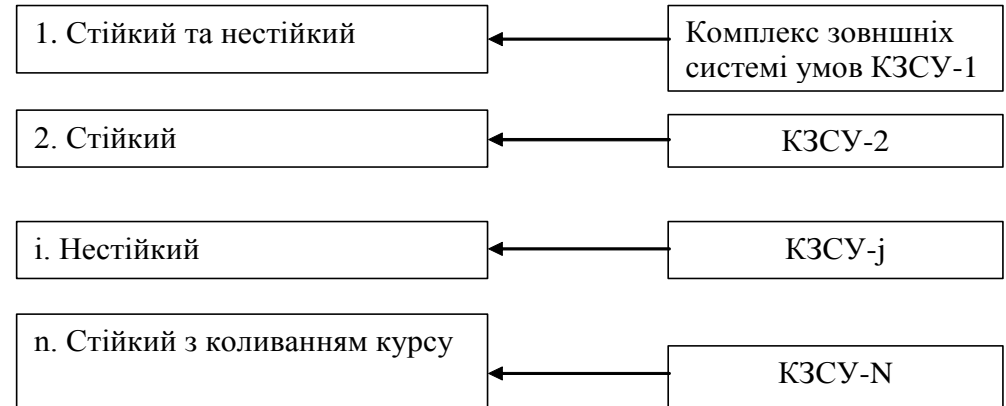 1. Стійкий та нестійкий
Комплекс зовншніх
системі умов КЗСУ-1
2. Стійкий
КЗСУ-2
і. Нестійкий
КЗСУ-j
n. Стійкий з коливанням курсу
КЗСУ-N